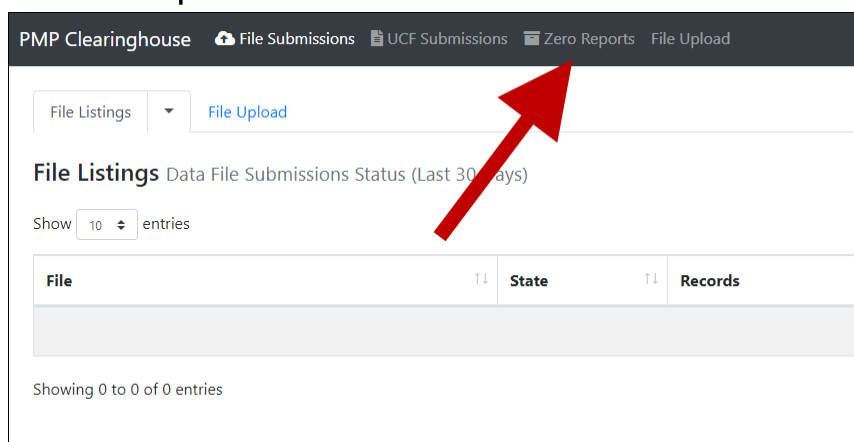 PMP Clearinghouse File Submissions UCF Submissions Zero Reports File Upload
File Listings File Upload
File Listings Data File Submissions Status (Last 30 Days)
Show 10 entries
File State Records
Showing 0 to 0 of 0 entries